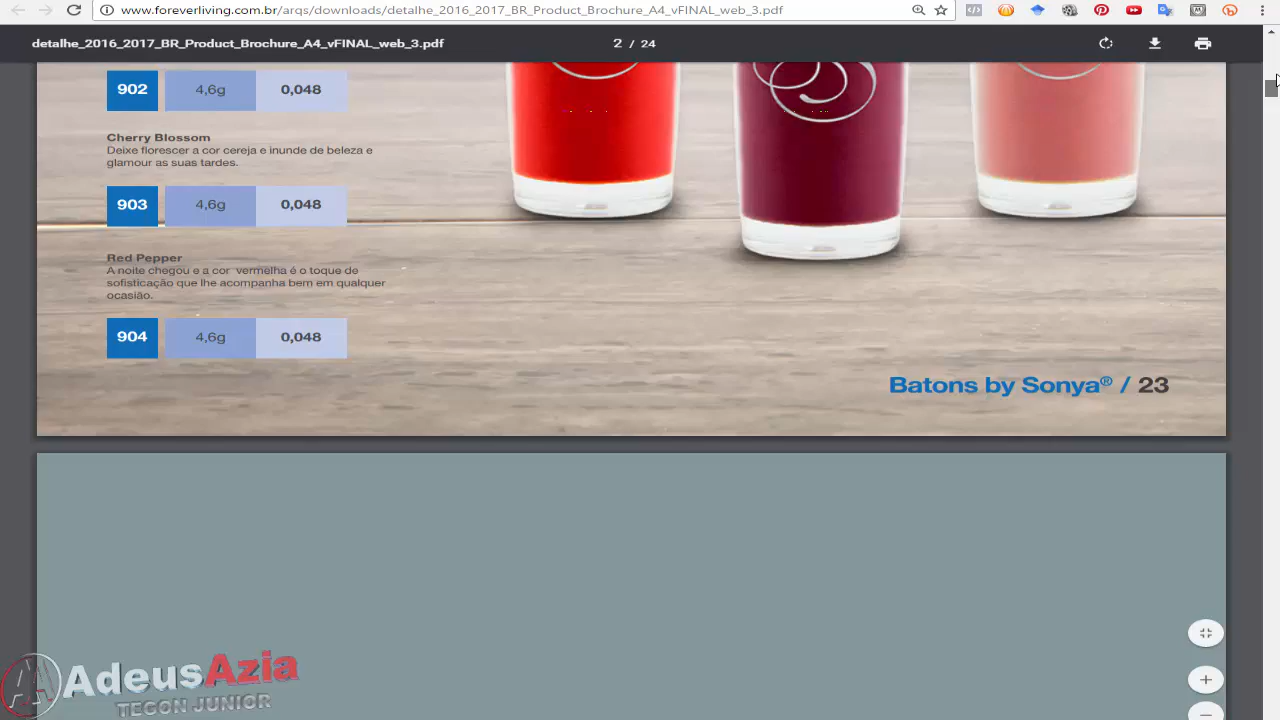 www.foreverliving.com.br/arqs/downloads/detalhe_2016_2017_BR_Product_Brochure_A4_vFINAL_web_3.pdf
detalhe_2016_2017_BR_Product_Brochure_A4_vFINAL_web_3.pdf
2 / 24
902 4,6g 0,048
Cherry Blossom
Deixe florescer a cor cereja e inunde de beleza e
glamour as suas tardes.
903 4,6g 0,048
Red Pepper
A noite chegou e a cor vermelha é o toque de
sofisticação que lhe acompanha bem em qualquer
ocasião.
904 4,6g 0,048
Batons by Sonya® / 23
AdeusAzia
TECON JUNIOR